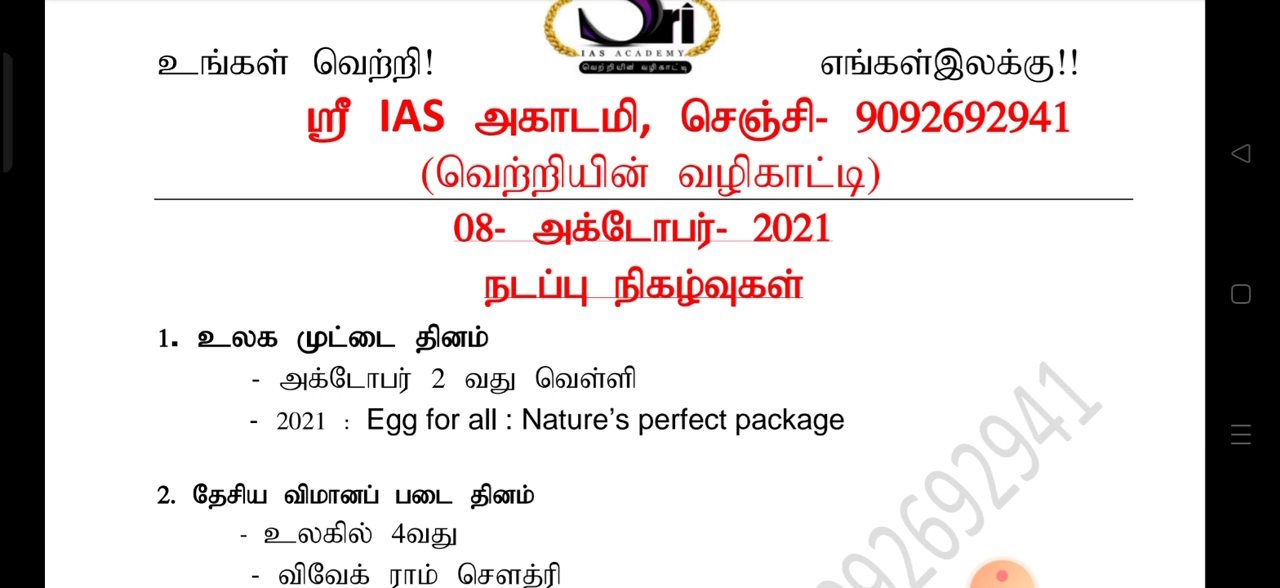 Sri
IAS ACADEMY
வெற்றியின் வழிகாட்டி
உங்கள் வெற்றி! எங்கள்இலக்கு!!
ஸ்ரீ IAS அகாடமி, செஞ்சி- 9092692941
(வெற்றியின் வழிகாட்டி)
08- அக்டோபர்- 2021
நடப்பு நிகழ்வுகள்
1. உலக முட்டை தினம்
- அக்டோபர் 2 வது வெள்ளி
- 2021 : Egg for all : Nature's perfect package
2. தேசிய விமானப் படை தினம்
- உலகில் 4வது
- விவேக் ராம் சௌத்ரி
9092692941